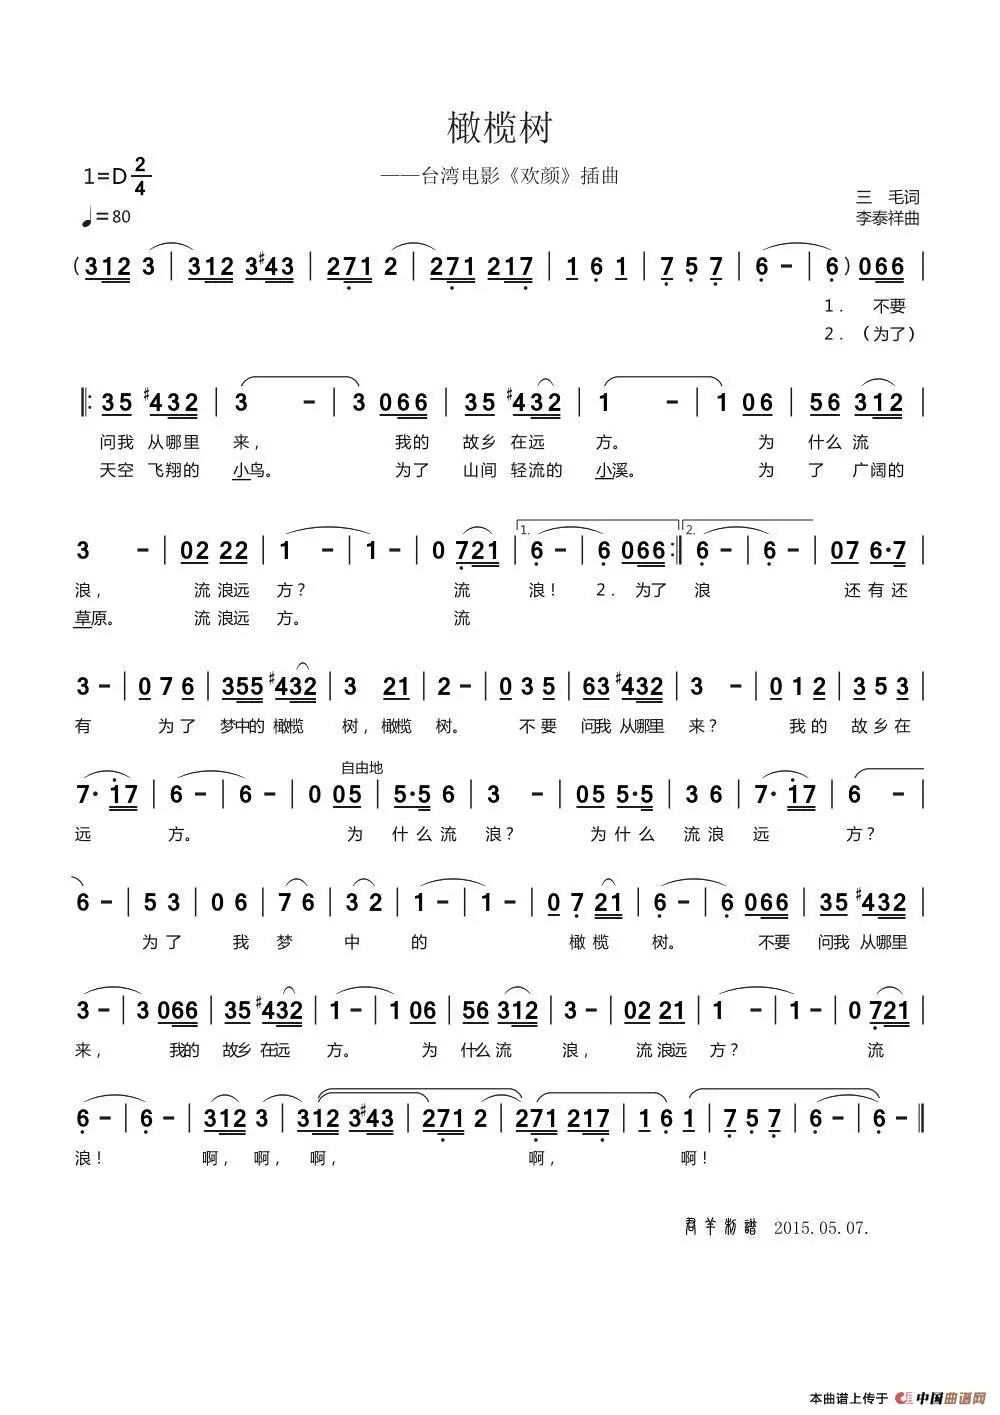 橄榄树
——台湾电影《欢颜》插曲
1=D 2/4
♩=80
三 毛词
李泰祥曲
(312 3 | 312 3#43 | 271 2 | 271 217 | 1 6 1 | 7 5 7 | 6 - | 6) 066 |
1. 不要
2.（为了）
|: 35 #432 | 3 - | 3 066 | 35 #432 | 1 - | 1 06 | 56 312 |
问我 从哪里 来， 我的 故乡 在远 方。 为 什么 流
天空 飞翔的 小鸟。 为了 山间 轻流的 小溪。 为 了 广阔的
3 - | 02 22 | 1 - | 1 - | 0 721 | 1. 6 - | 6 066 :| 2. 6 - | 6 - | 07 6·7 |
浪， 流浪远 方？ 流 浪！ 2. 为了 浪 还有还
草原。 流浪远 方。 流
3 - | 0 7 6 | 355 #432 | 3 21 | 2 - | 0 3 5 | 63 #432 | 3 - | 0 1 2 | 3 5 3 |
有 为了 梦中的 橄榄 树，橄榄 树。 不要 问我 从哪里 来？ 我的 故乡在
自由地
7· 17 | 6 - | 6 - | 0 05 | 5·5 6 | 3 - | 05 5·5 | 3 6 | 7· 17 | 6 -
远 方。 为 什么流 浪？ 为什么 流浪 远 方？
6 - | 5 3 | 0 6 | 7 6 | 3 2 | 1 - | 1 - | 0 7 21 | 6 - | 6 066 | 35 #432 |
为了 我 梦 中 的 橄榄 树。 不要 问我 从哪里
3 - | 3 066 | 35 #432 | 1 - | 1 06 | 56 312 | 3 - | 02 21 | 1 - | 1 - | 0 721 |
来， 我的 故乡 在远 方。 为 什么流 浪， 流浪远 方？ 流
6 - | 6 - | 312 3 | 312 3#43 | 271 2 | 271 217 | 1 6 1 | 7 5 7 | 6 - | 6 - ‖
浪！ 啊，啊，啊， 啊， 啊！
君羊制谱 2015.05.07.
本曲谱上传于 中国曲谱网